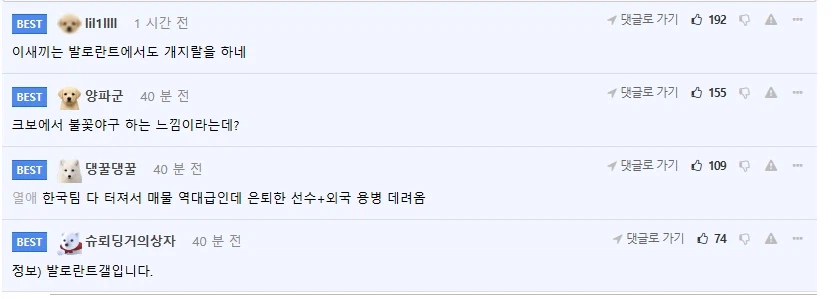 BEST lil1llll 1 시간 전 댓글로 가기 192
이새끼는 발로란트에서도 개지랄을 하네
BEST 양파군 40 분 전 댓글로 가기 155
크보에서 불꽃야구 하는 느낌이라는데?
BEST 댕꿀댕꿀 40 분 전 댓글로 가기 109
열애 한국팀 다 터져서 매물 역대급인데 은퇴한 선수+외국 용병 데려옴
BEST 슈뢰딩거의상자 40 분 전 댓글로 가기 74
정보) 발로란트갤입니다.